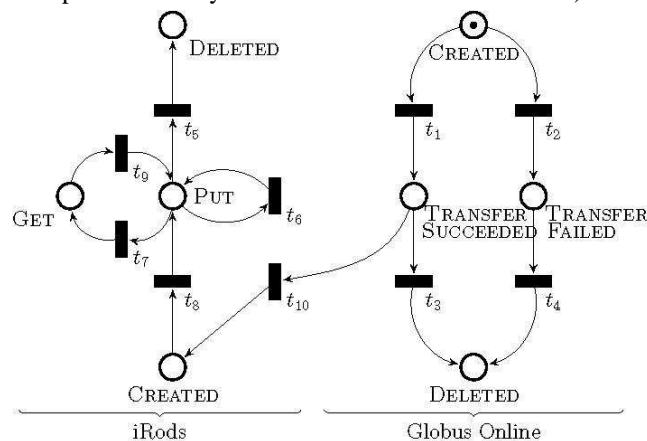 DELETED
CREATED
t5
t1
t2
t9
GET
PUT
t6
TRANSFER
SUCCEEDED
TRANSFER
FAILED
t7
t8
t10
t3
t4
CREATED
DELETED
iRods
Globus Online